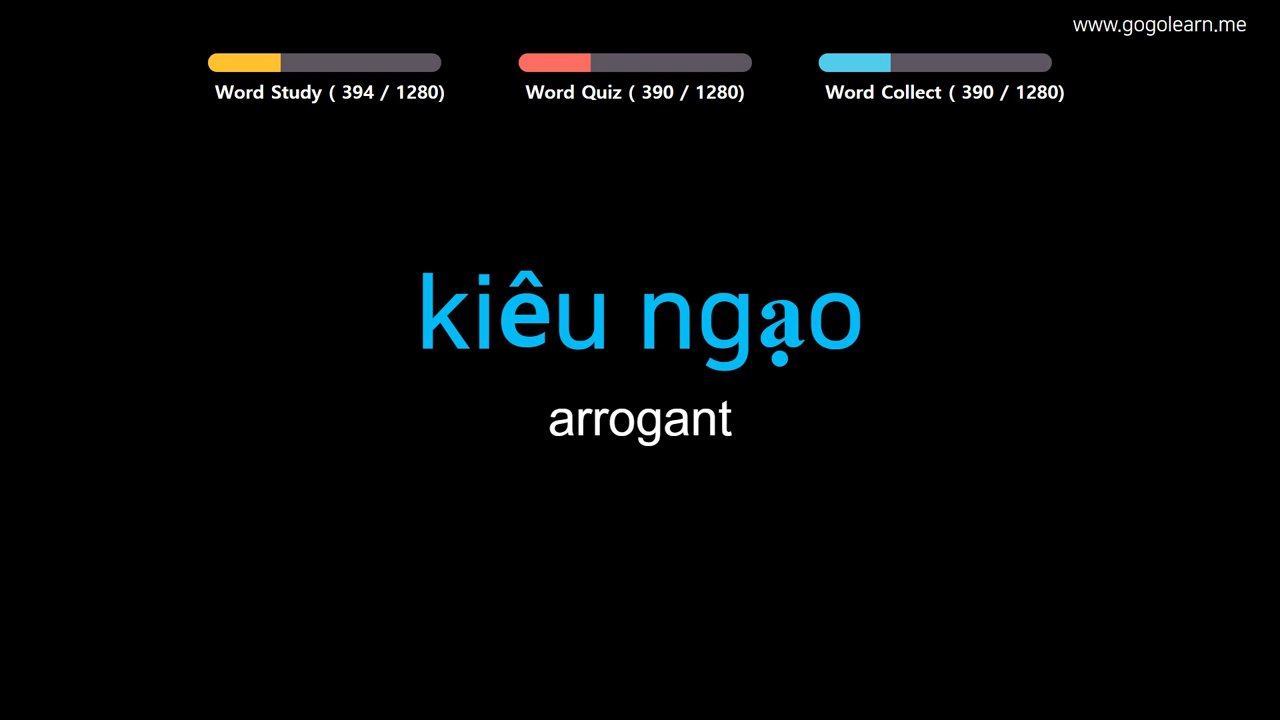 www.gogolearn.me
Word Study ( 394 / 1280)
Word Quiz ( 390 / 1280)
Word Collect ( 390 / 1280)
kiêu ngạo
arrogant